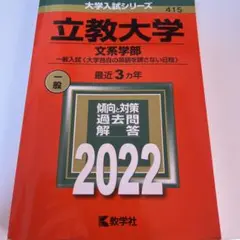 大学入試シリーズ
415
立教大学
文系学部
一般入試〈大学独自の英語を課さない日程〉
一般
最近3カ年
傾向と対策
過去問
解答
2022
教学社